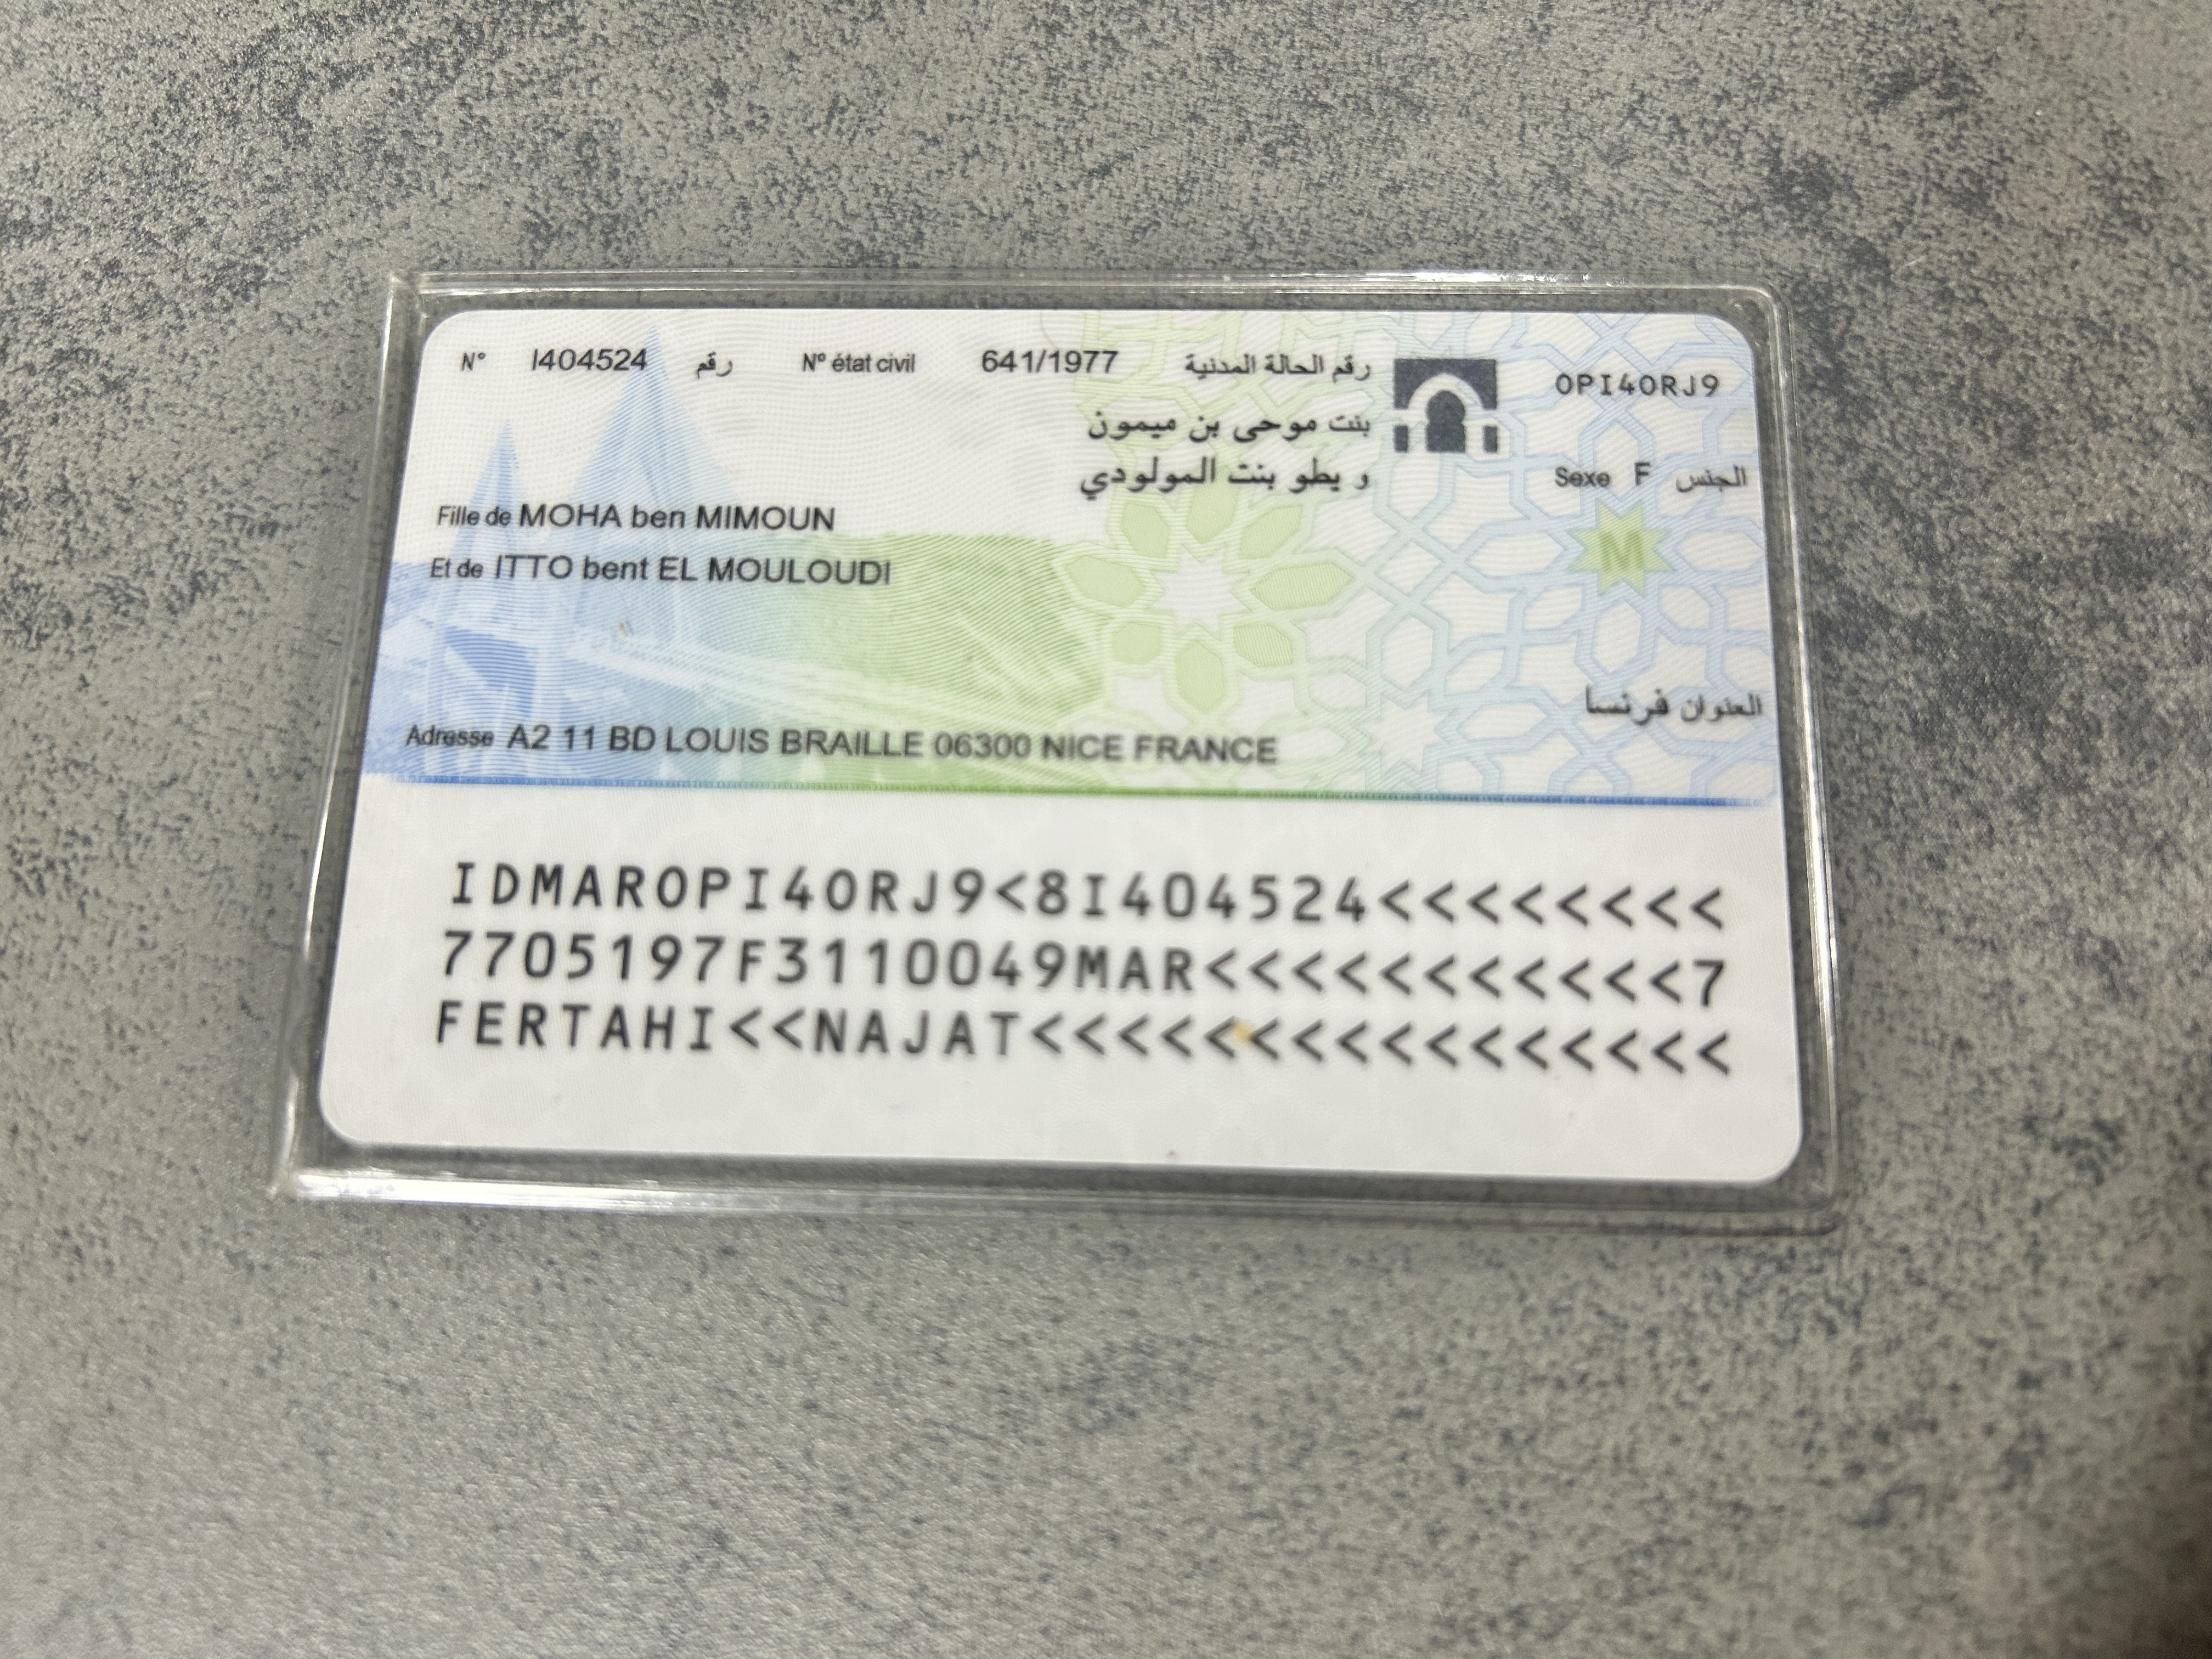 N° I404524 رقم N° état civil 641/1977 رقم الحالة المدنية OPI40RJ9
بنت موحى بن ميمون
Fille de MOHA ben MIMOUN
و يطو بنت المولودي Sexe F الجنس
Et de ITTO bent EL MOULOUDI
M
العنوان فرنسا
Adresse A2 11 BD LOUIS BRAILLE 06300 NICE FRANCE
IDMAROPI40RJ9<8I404524<<<<<<<<
7705197F3110049MAR<<<<<<<<<<<7
FERTAHI<<NAJAT<<<<<<<<<<<<<<<<